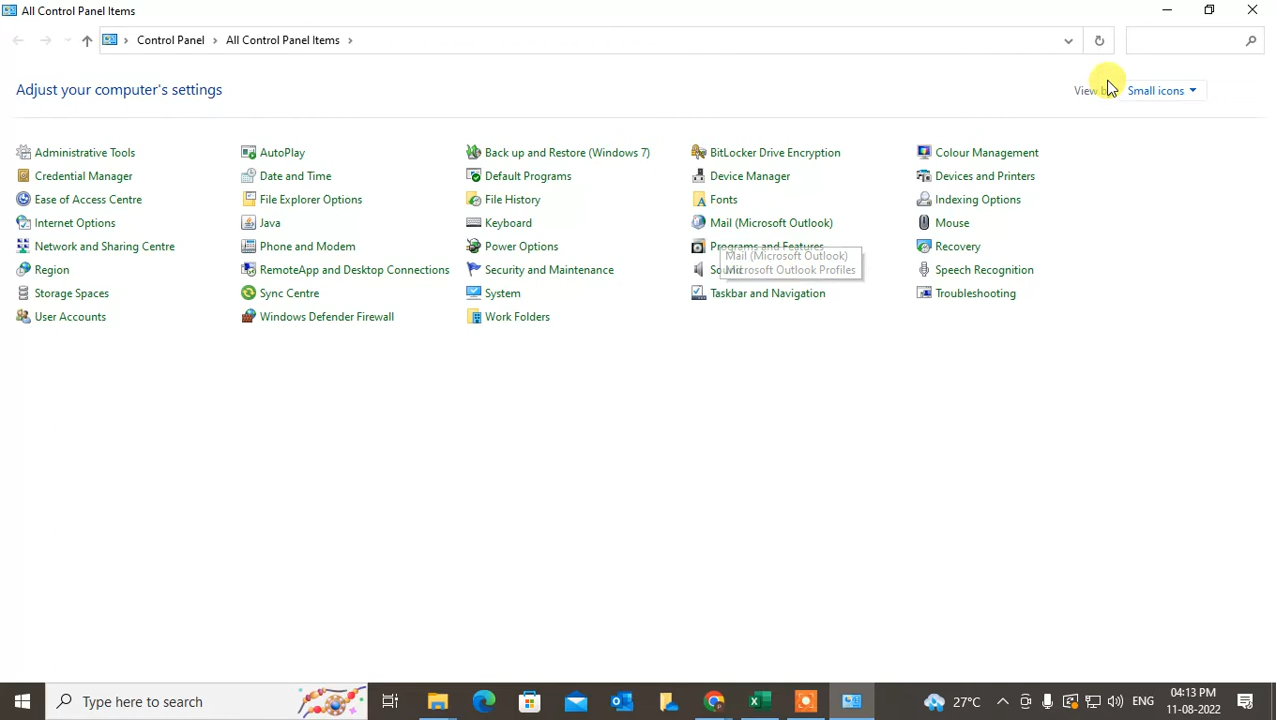 All Control Panel Items
Control Panel > All Control Panel Items >
Adjust your computer's settings
View by: Small icons
Administrative Tools
AutoPlay
Back up and Restore (Windows 7)
BitLocker Drive Encryption
Colour Management
Credential Manager
Date and Time
Default Programs
Device Manager
Devices and Printers
Ease of Access Centre
File Explorer Options
File History
Fonts
Indexing Options
Internet Options
Java
Keyboard
Mail (Microsoft Outlook)
Mouse
Network and Sharing Centre
Phone and Modem
Power Options
Programs and Features
Recovery
Mail (Microsoft Outlook)
Microsoft Outlook Profiles
Region
RemoteApp and Desktop Connections
Security and Maintenance
Sound
Speech Recognition
Storage Spaces
Sync Centre
System
Taskbar and Navigation
Troubleshooting
User Accounts
Windows Defender Firewall
Work Folders
Type here to search
27°C
ENG
04:13 PM
11-08-2022